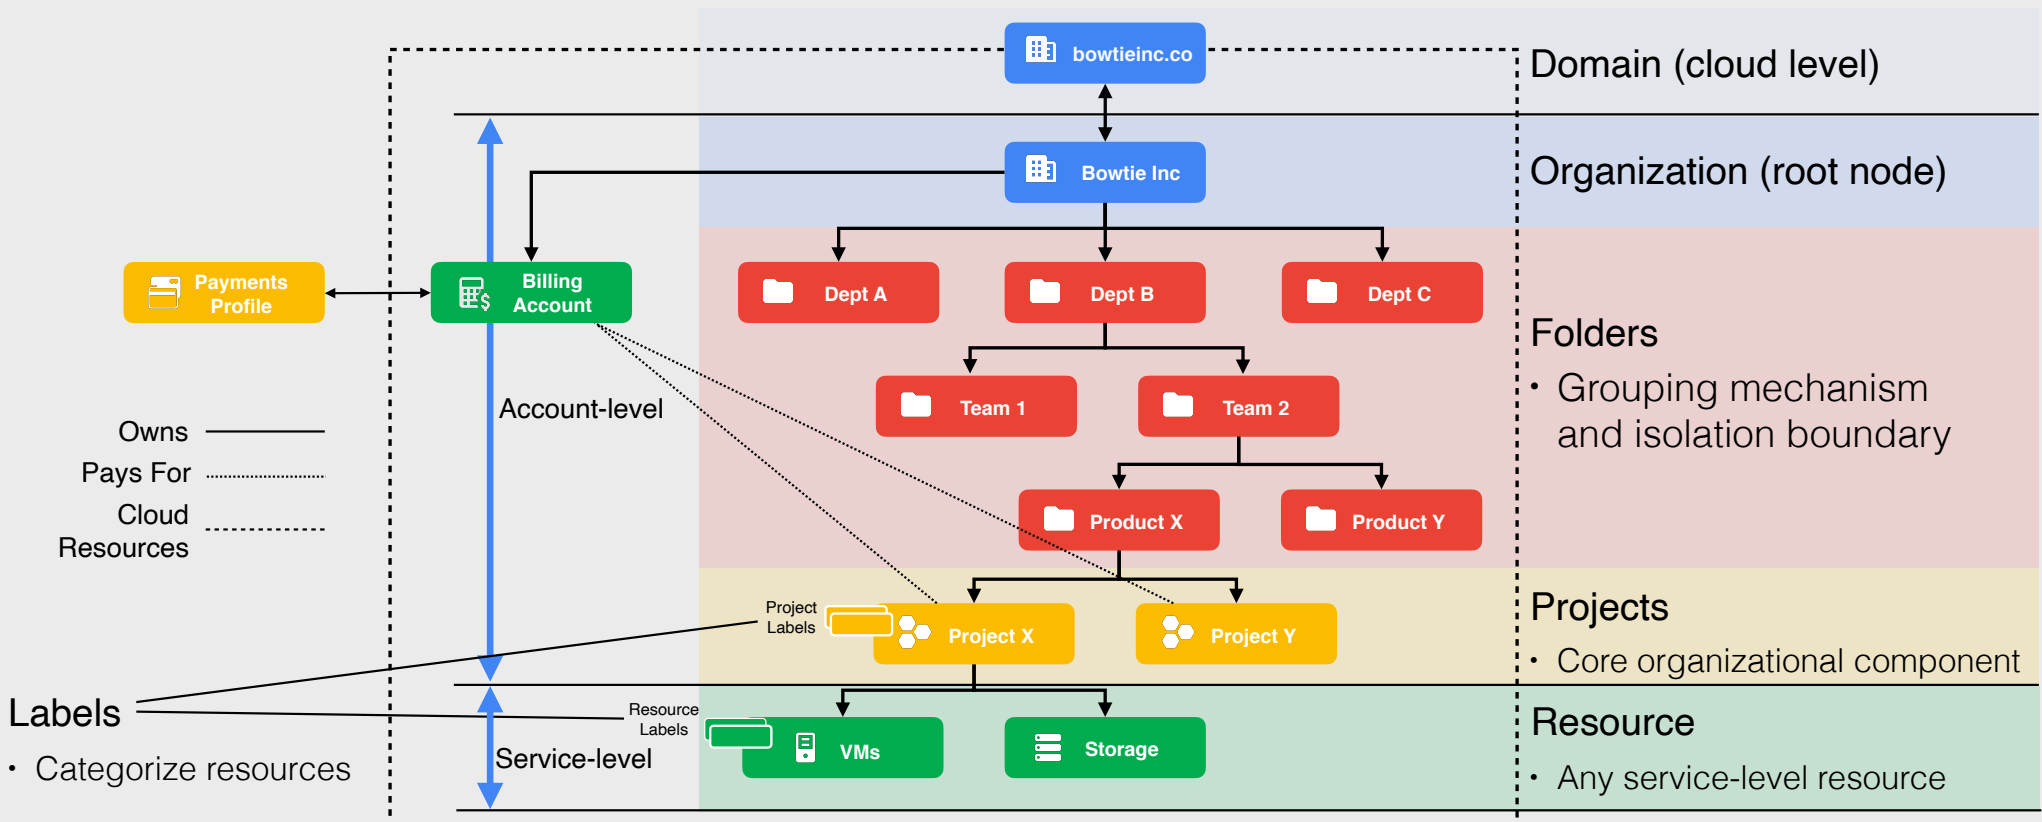 bowtieinc.co
Domain (cloud level)
Bowtie Inc
Organization (root node)
Payments
Profile
Billing
Account
Dept A
Dept B
Dept C
Folders
• Grouping mechanism
and isolation boundary
Account-level
Team 1
Team 2
Owns
Pays For
Cloud
Resources
Product X
Product Y
Project
Labels
Project X
Project Y
Projects
• Core organizational component
Labels
• Categorize resources
Resource
Labels
Service-level
VMs
Storage
Resource
• Any service-level resource